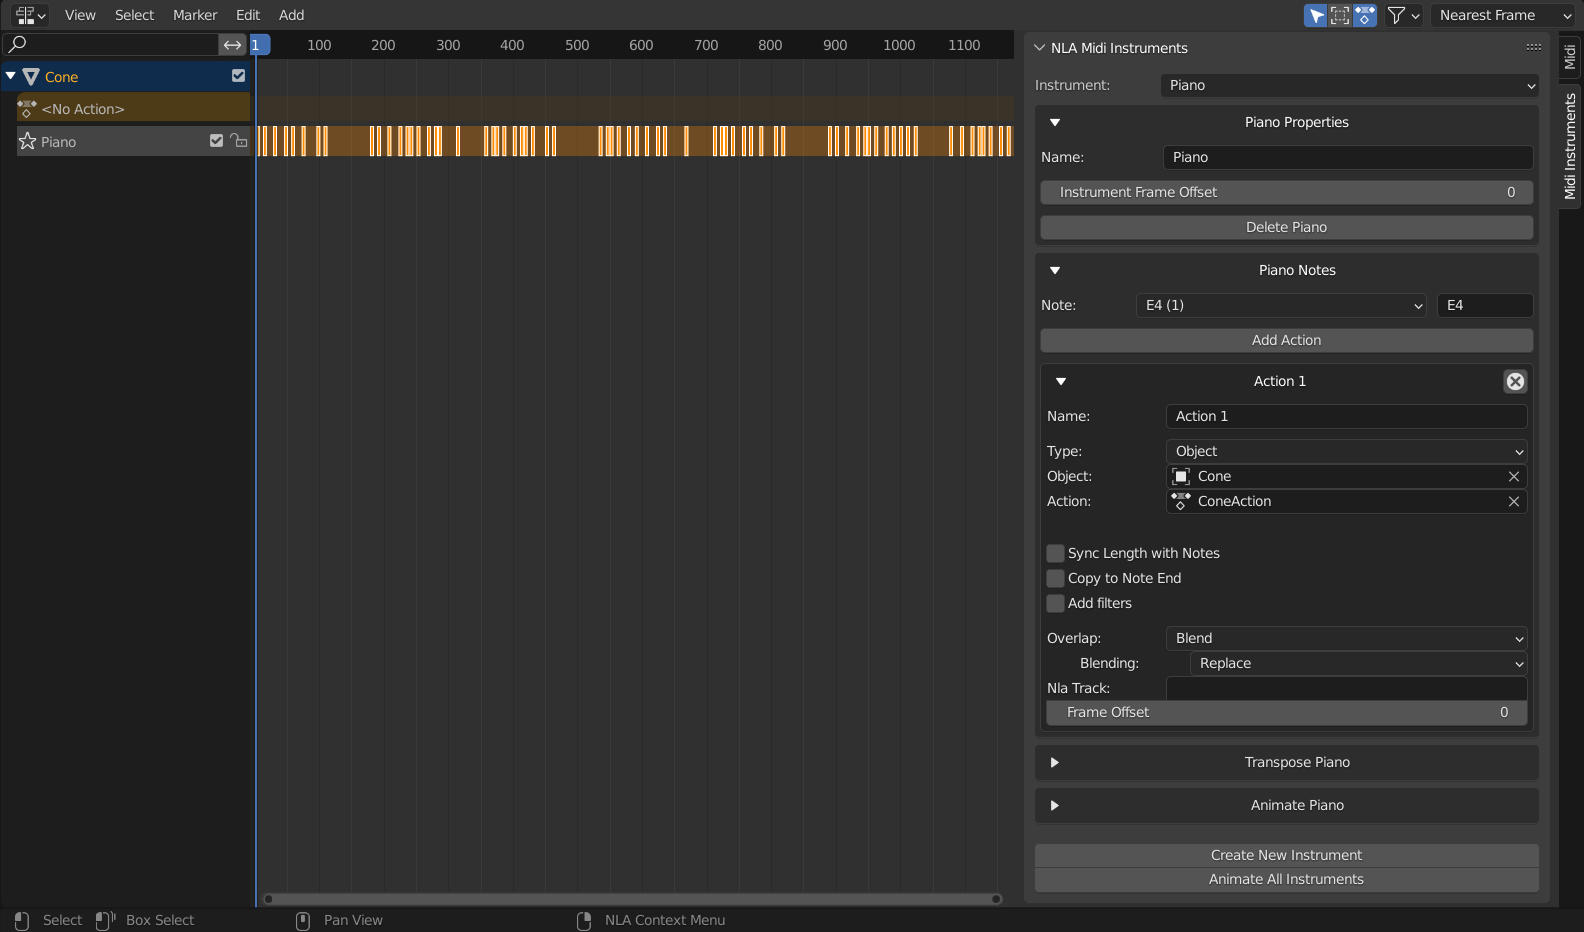 View Select Marker Edit Add Nearest Frame
1 100 200 300 400 500 600 700 800 900 1000 1100
Cone
<No Action>
Piano
NLA Midi Instruments
Instrument: Piano
Piano Properties
Name: Piano
Instrument Frame Offset 0
Delete Piano
Piano Notes
Note: E4 (1) E4
Add Action
Action 1
Name: Action 1
Type: Object
Object: Cone
Action: ConeAction
Sync Length with Notes
Copy to Note End
Add filters
Overlap: Blend
Blending: Replace
Nla Track:
Frame Offset 0
Transpose Piano
Animate Piano
Create New Instrument
Animate All Instruments
Midi
Midi Instruments
Select Box Select Pan View NLA Context Menu